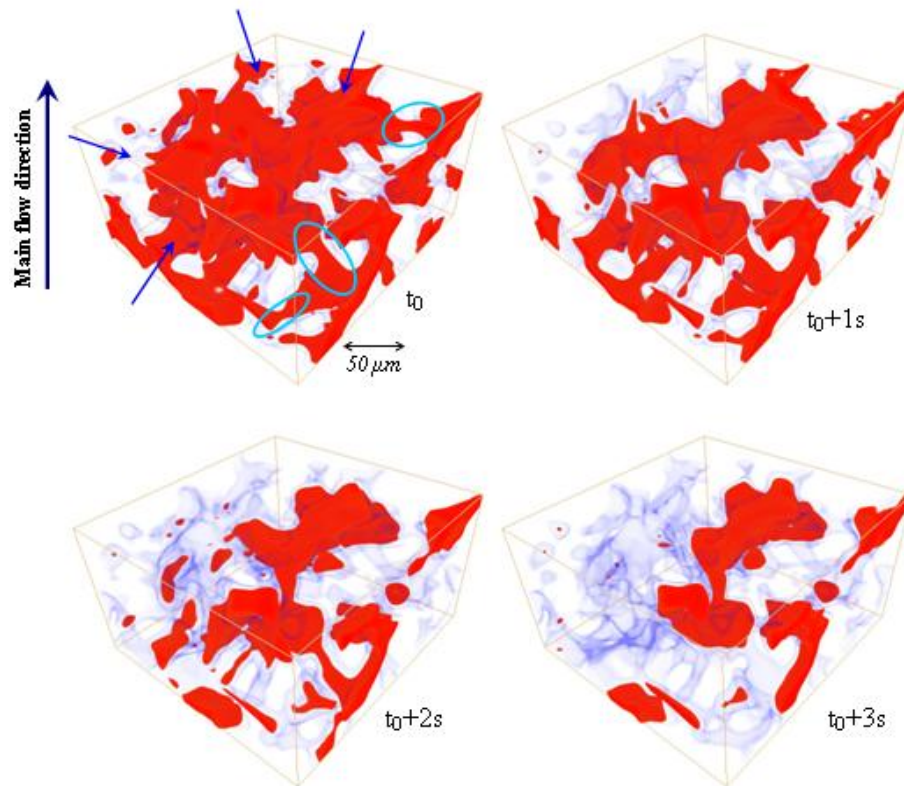 Main flow direction
t0
50 μm
t0+1s
t0+2s
t0+3s